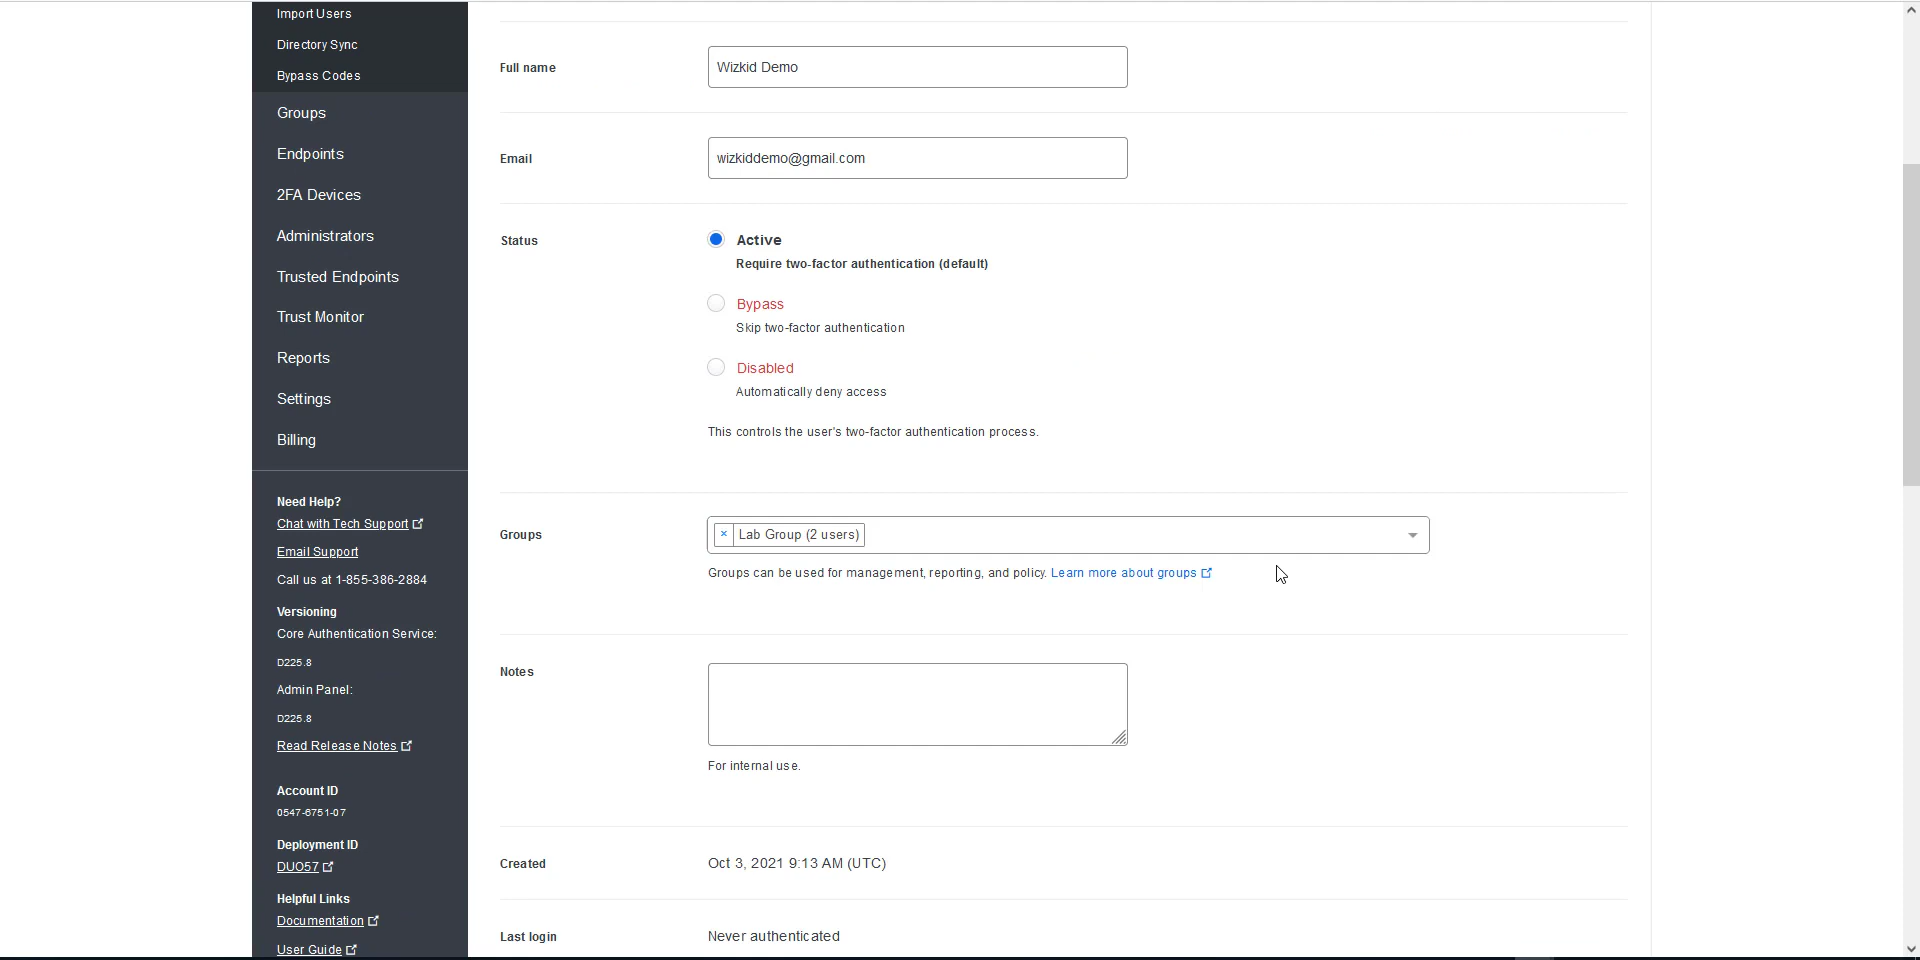 Import Users
Directory Sync
Bypass Codes
Groups
Endpoints
2FA Devices
Administrators
Trusted Endpoints
Trust Monitor
Reports
Settings
Billing
Need Help?
Chat with Tech Support
Email Support
Call us at 1-855-386-2884
Versioning
Core Authentication Service:
D225.8
Admin Panel:
D225.8
Read Release Notes
Account ID
0547-6751-07
Deployment ID
DUO57
Helpful Links
Documentation
User Guide
Full name
Wizkid Demo
Email
wizkiddemo@gmail.com
Status
Active
Require two-factor authentication (default)
Bypass
Skip two-factor authentication
Disabled
Automatically deny access
This controls the user's two-factor authentication process.
Groups
× Lab Group (2 users)
Groups can be used for management, reporting, and policy. Learn more about groups
Notes
For internal use.
Created
Oct 3, 2021 9:13 AM (UTC)
Last login
Never authenticated